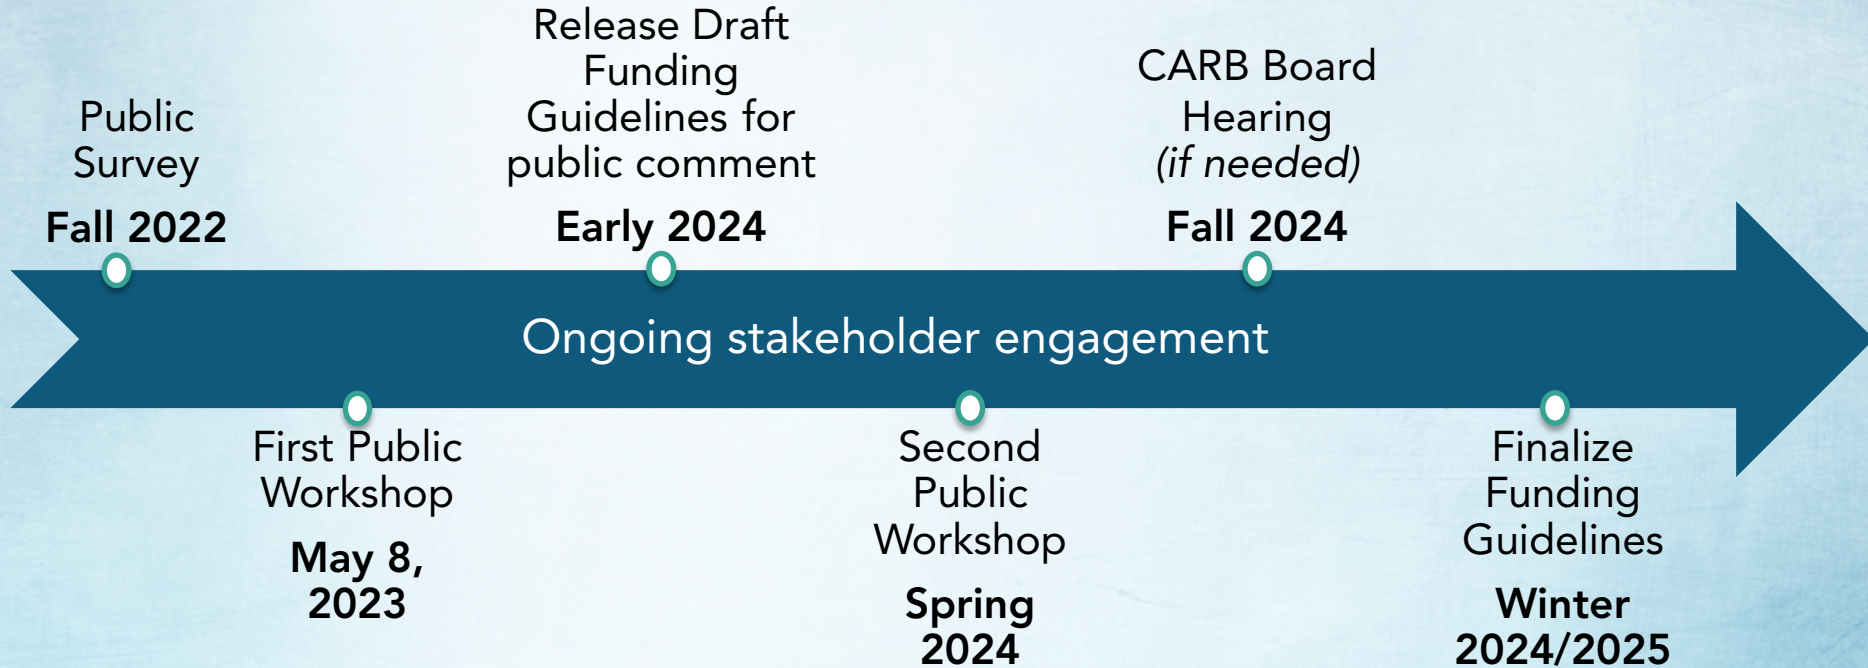 Public
Survey
Fall 2022
Release Draft
Funding
Guidelines for
public comment
Early 2024
CARB Board
Hearing
(if needed)
Fall 2024
Ongoing stakeholder engagement
First Public
Workshop
May 8,
2023
Second
Public
Workshop
Spring
2024
Finalize
Funding
Guidelines
Winter
2024/2025